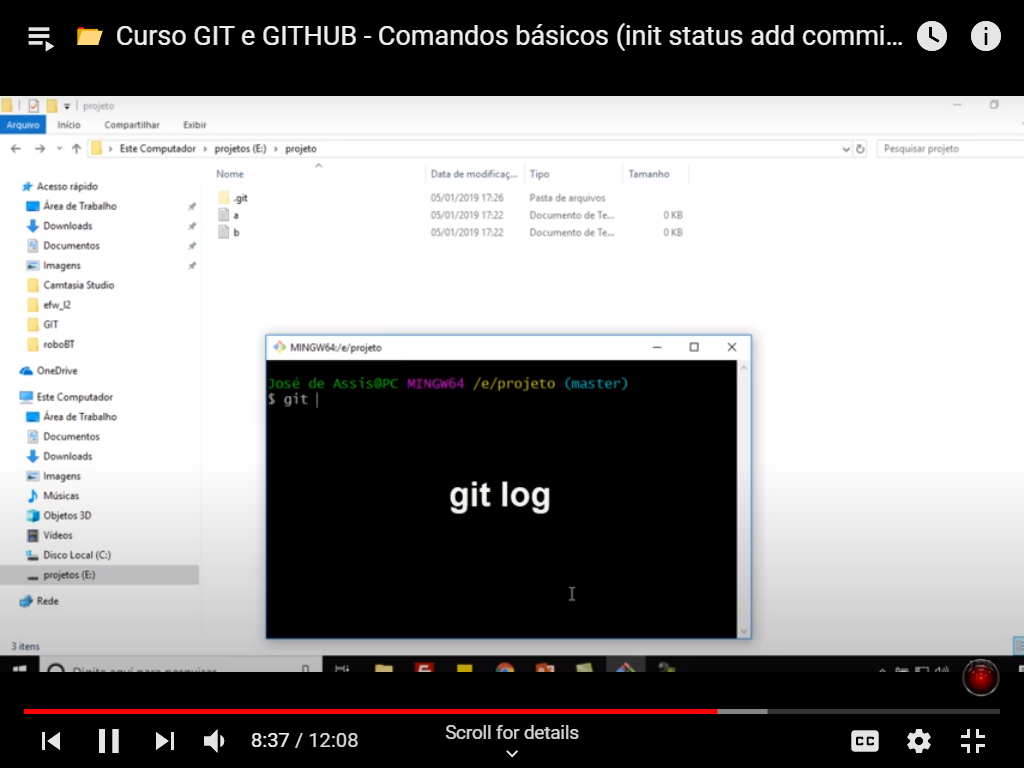 Curso GIT e GITHUB - Comandos básicos (init status add commi...
projeto
Arquivo Início Compartilhar Exibir
Este Computador projetos (E:) projeto
Pesquisar projeto
Nome Data de modificaç... Tipo Tamanho
.git 05/01/2019 17:26 Pasta de arquivos
a 05/01/2019 17:22 Documento de Te... 0 KB
b 05/01/2019 17:22 Documento de Te... 0 KB
Acesso rápido
Área de Trabalho
Downloads
Documentos
Imagens
Camtasia Studio
efw_l2
GIT
roboBT
OneDrive
Este Computador
Área de Trabalho
Documentos
Downloads
Imagens
Músicas
Objetos 3D
Vídeos
Disco Local (C:)
projetos (E:)
Rede
3 itens
MINGW64:/e/projeto
José de Assis@PC MINGW64 /e/projeto (master)
$ git
git log
Digite aqui para pesquisar
8:37 / 12:08
Scroll for details
CC